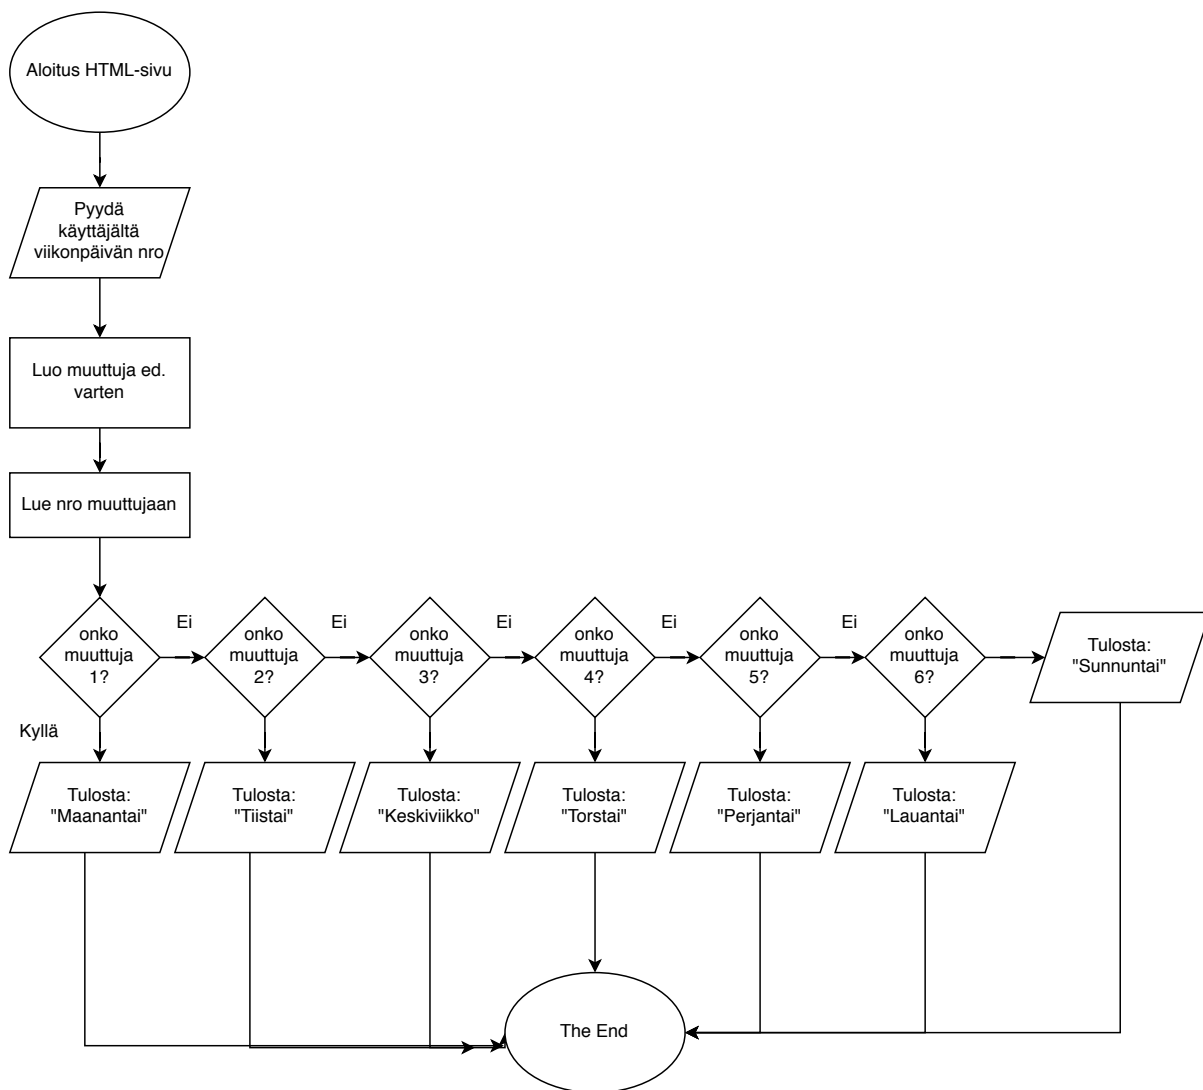 Aloitus HTML-sivu
Pyydä
käyttäjältä
viikonpäivän nro
Luo muuttuja ed.
varten
Lue nro muuttujaan
onko
muuttuja
1?
Ei
onko
muuttuja
2?
Ei
onko
muuttuja
3?
Ei
onko
muuttuja
4?
Ei
onko
muuttuja
5?
Ei
onko
muuttuja
6?
Tulosta:
"Sunnuntai"
Kyllä
Tulosta:
"Maanantai"
Tulosta:
"Tiistai"
Tulosta:
"Keskiviikko"
Tulosta:
"Torstai"
Tulosta:
"Perjantai"
Tulosta:
"Lauantai"
The End